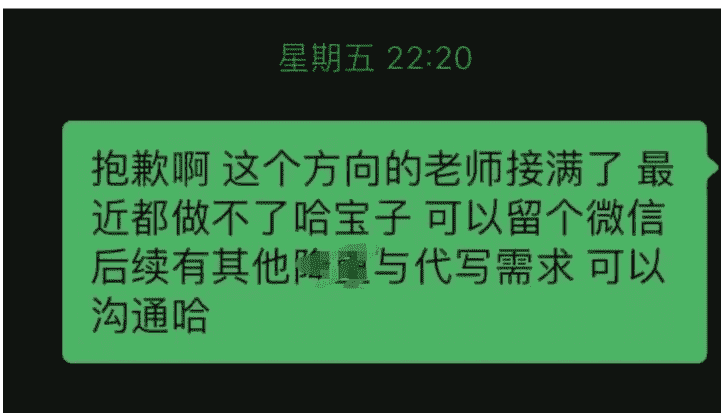 星期五 22:20
抱歉啊 这个方向的老师接满了 最
近都做不了哈宝子 可以留个微信
后续有其他与代写需求 可以
沟通哈